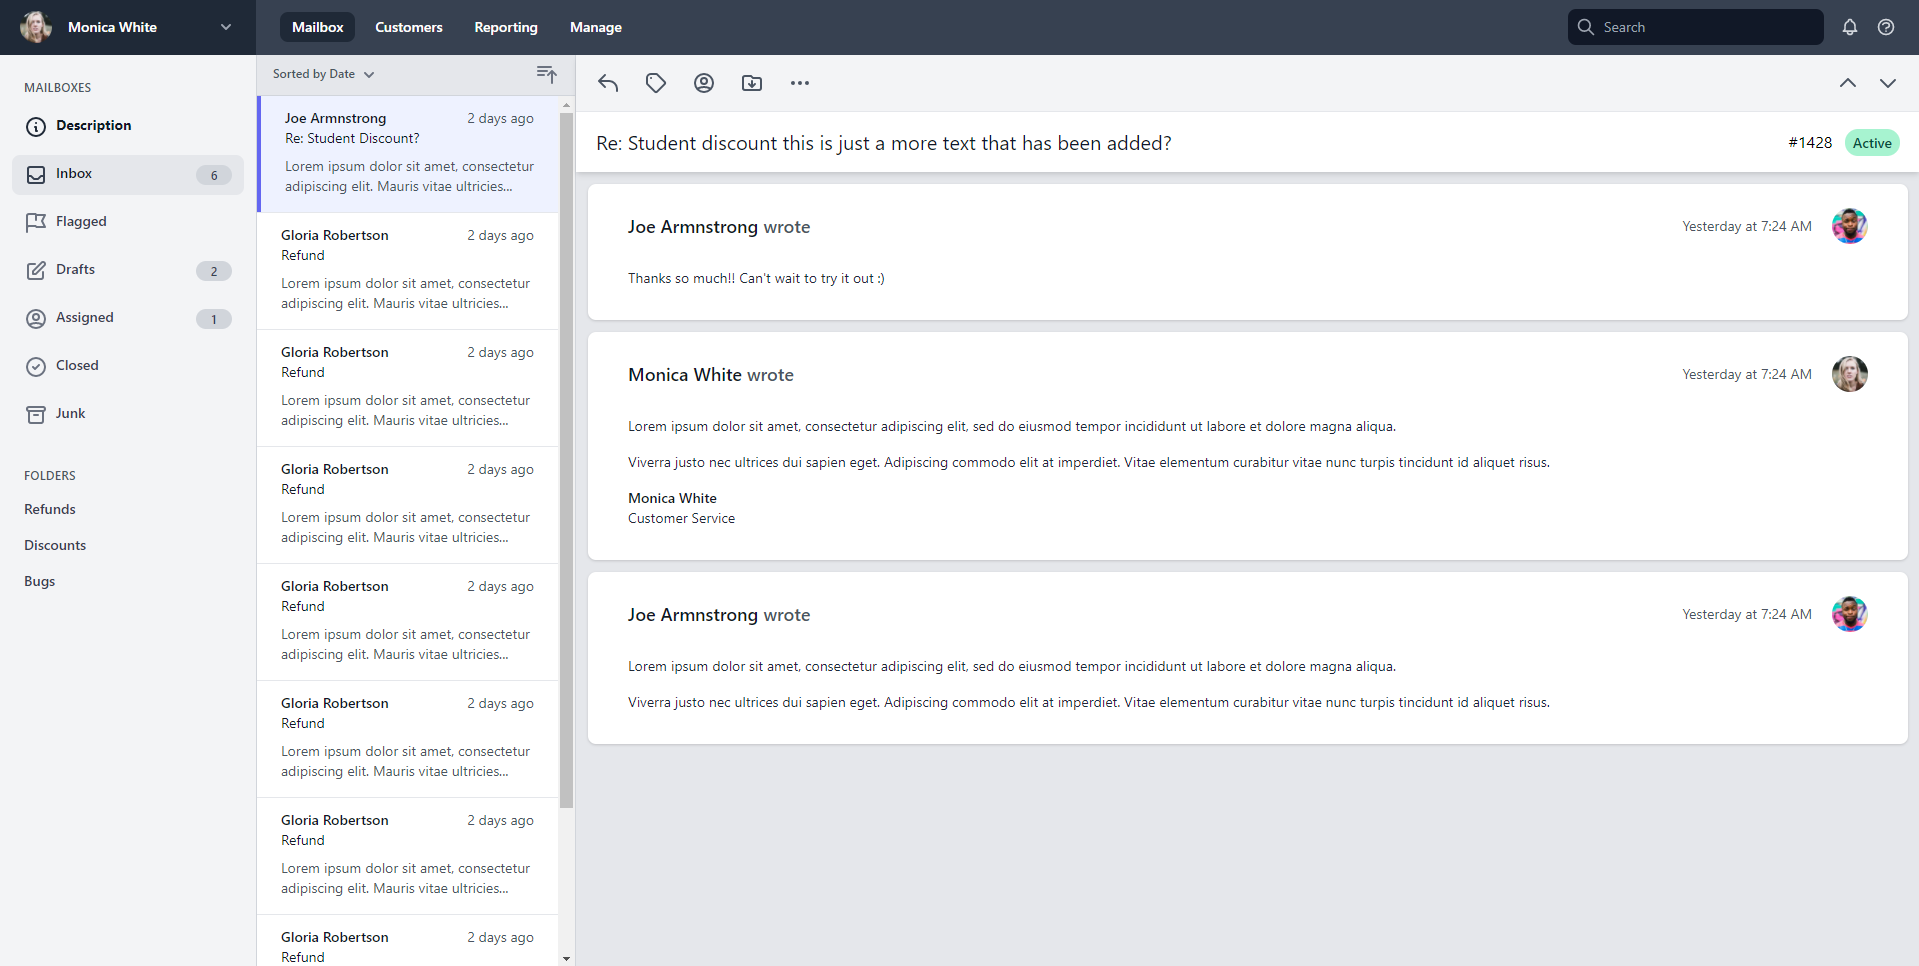 Monica White
Mailbox Customers Reporting Manage
Search
MAILBOXES
Description
Inbox 6
Flagged
Drafts 2
Assigned 1
Closed
Junk
FOLDERS
Refunds
Discounts
Bugs
Sorted by Date
Joe Armnstrong 2 days ago
Re: Student Discount?
Lorem ipsum dolor sit amet, consectetur
adipiscing elit. Mauris vitae ultricies...
Gloria Robertson 2 days ago
Refund
Lorem ipsum dolor sit amet, consectetur
adipiscing elit. Mauris vitae ultricies...
Gloria Robertson 2 days ago
Refund
Lorem ipsum dolor sit amet, consectetur
adipiscing elit. Mauris vitae ultricies...
Gloria Robertson 2 days ago
Refund
Lorem ipsum dolor sit amet, consectetur
adipiscing elit. Mauris vitae ultricies...
Gloria Robertson 2 days ago
Refund
Lorem ipsum dolor sit amet, consectetur
adipiscing elit. Mauris vitae ultricies...
Gloria Robertson 2 days ago
Refund
Lorem ipsum dolor sit amet, consectetur
adipiscing elit. Mauris vitae ultricies...
Gloria Robertson 2 days ago
Refund
Lorem ipsum dolor sit amet, consectetur
adipiscing elit. Mauris vitae ultricies...
Gloria Robertson 2 days ago
Refund
Re: Student discount this is just a more text that has been added? #1428 Active
Joe Armnstrong wrote Yesterday at 7:24 AM
Thanks so much!! Can't wait to try it out :)
Monica White wrote Yesterday at 7:24 AM
Lorem ipsum dolor sit amet, consectetur adipiscing elit, sed do eiusmod tempor incididunt ut labore et dolore magna aliqua.
Viverra justo nec ultrices dui sapien eget. Adipiscing commodo elit at imperdiet. Vitae elementum curabitur vitae nunc turpis tincidunt id aliquet risus.
Monica White
Customer Service
Joe Armnstrong wrote Yesterday at 7:24 AM
Lorem ipsum dolor sit amet, consectetur adipiscing elit, sed do eiusmod tempor incididunt ut labore et dolore magna aliqua.
Viverra justo nec ultrices dui sapien eget. Adipiscing commodo elit at imperdiet. Vitae elementum curabitur vitae nunc turpis tincidunt id aliquet risus.